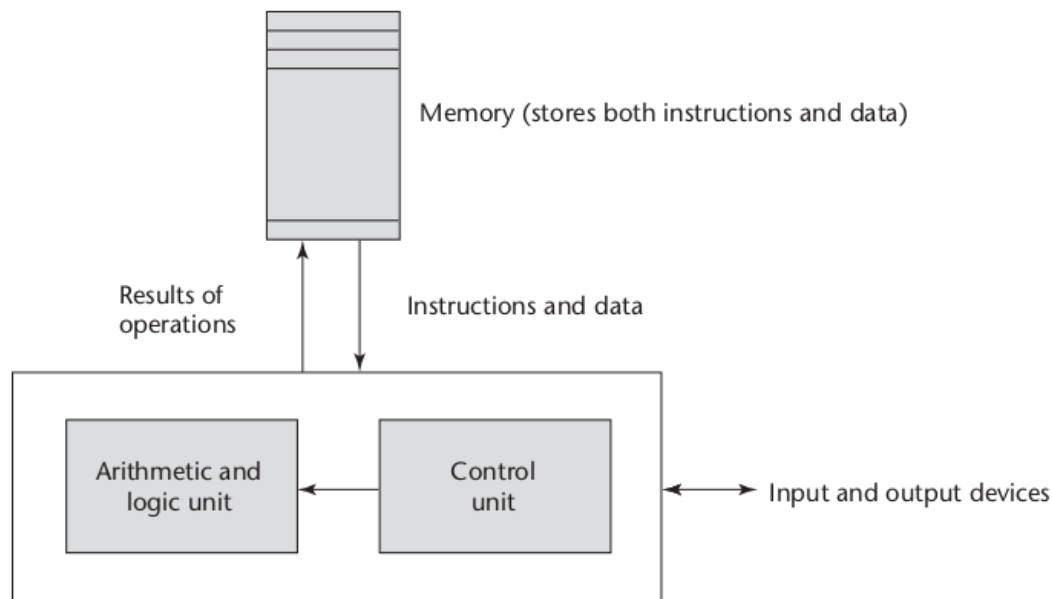 Memory (stores both instructions and data)
Results of
operations
Instructions and data
Arithmetic and
logic unit
Control
unit
Input and output devices